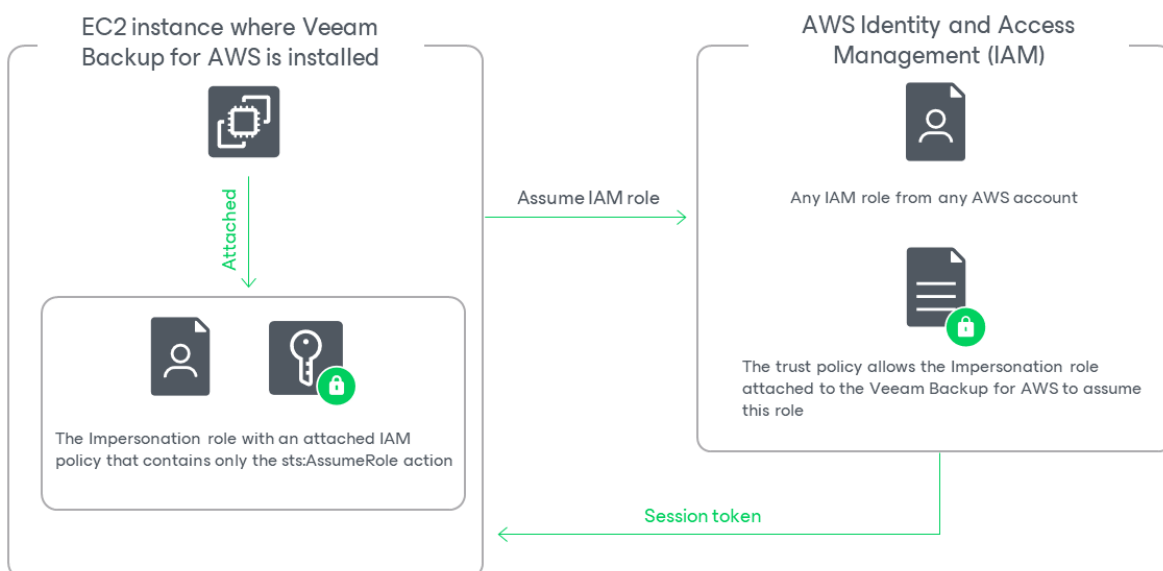 EC2 instance where Veeam
Backup for AWS is installed
Attached
The Impersonation role with an attached IAM
policy that contains only the sts:AssumeRole action
Assume IAM role
AWS Identity and Access
Management (IAM)
Any IAM role from any AWS account
The trust policy allows the Impersonation role
attached to the Veeam Backup for AWS to assume
this role
Session token